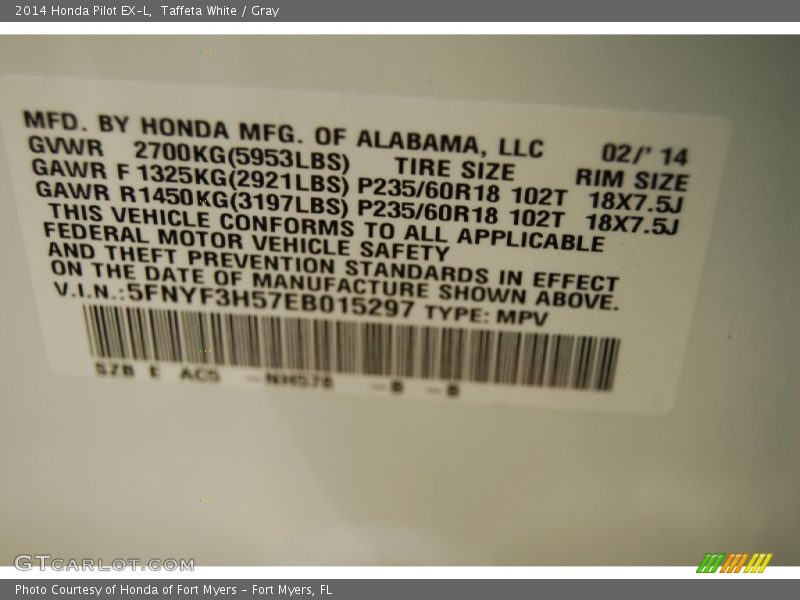 2014 Honda Pilot EX-L, Taffeta White / Gray
MFD. BY HONDA MFG. OF ALABAMA, LLC 02/' 14
GVWR 2700KG(5953LBS) TIRE SIZE RIM SIZE
GAWR F 1325KG(2921LBS) P235/60R18 102T 18X7.5J
GAWR R1450KG(3197LBS) P235/60R18 102T 18X7.5J
THIS VEHICLE CONFORMS TO ALL APPLICABLE
FEDERAL MOTOR VEHICLE SAFETY
AND THEFT PREVENTION STANDARDS IN EFFECT
ON THE DATE OF MANUFACTURE SHOWN ABOVE.
V.I.N.:5FNYF3H57EB015297 TYPE: MPV
SZB E - B - B
GTCARLOT.COM
Photo Courtesy of Honda of Fort Myers - Fort Myers, FL